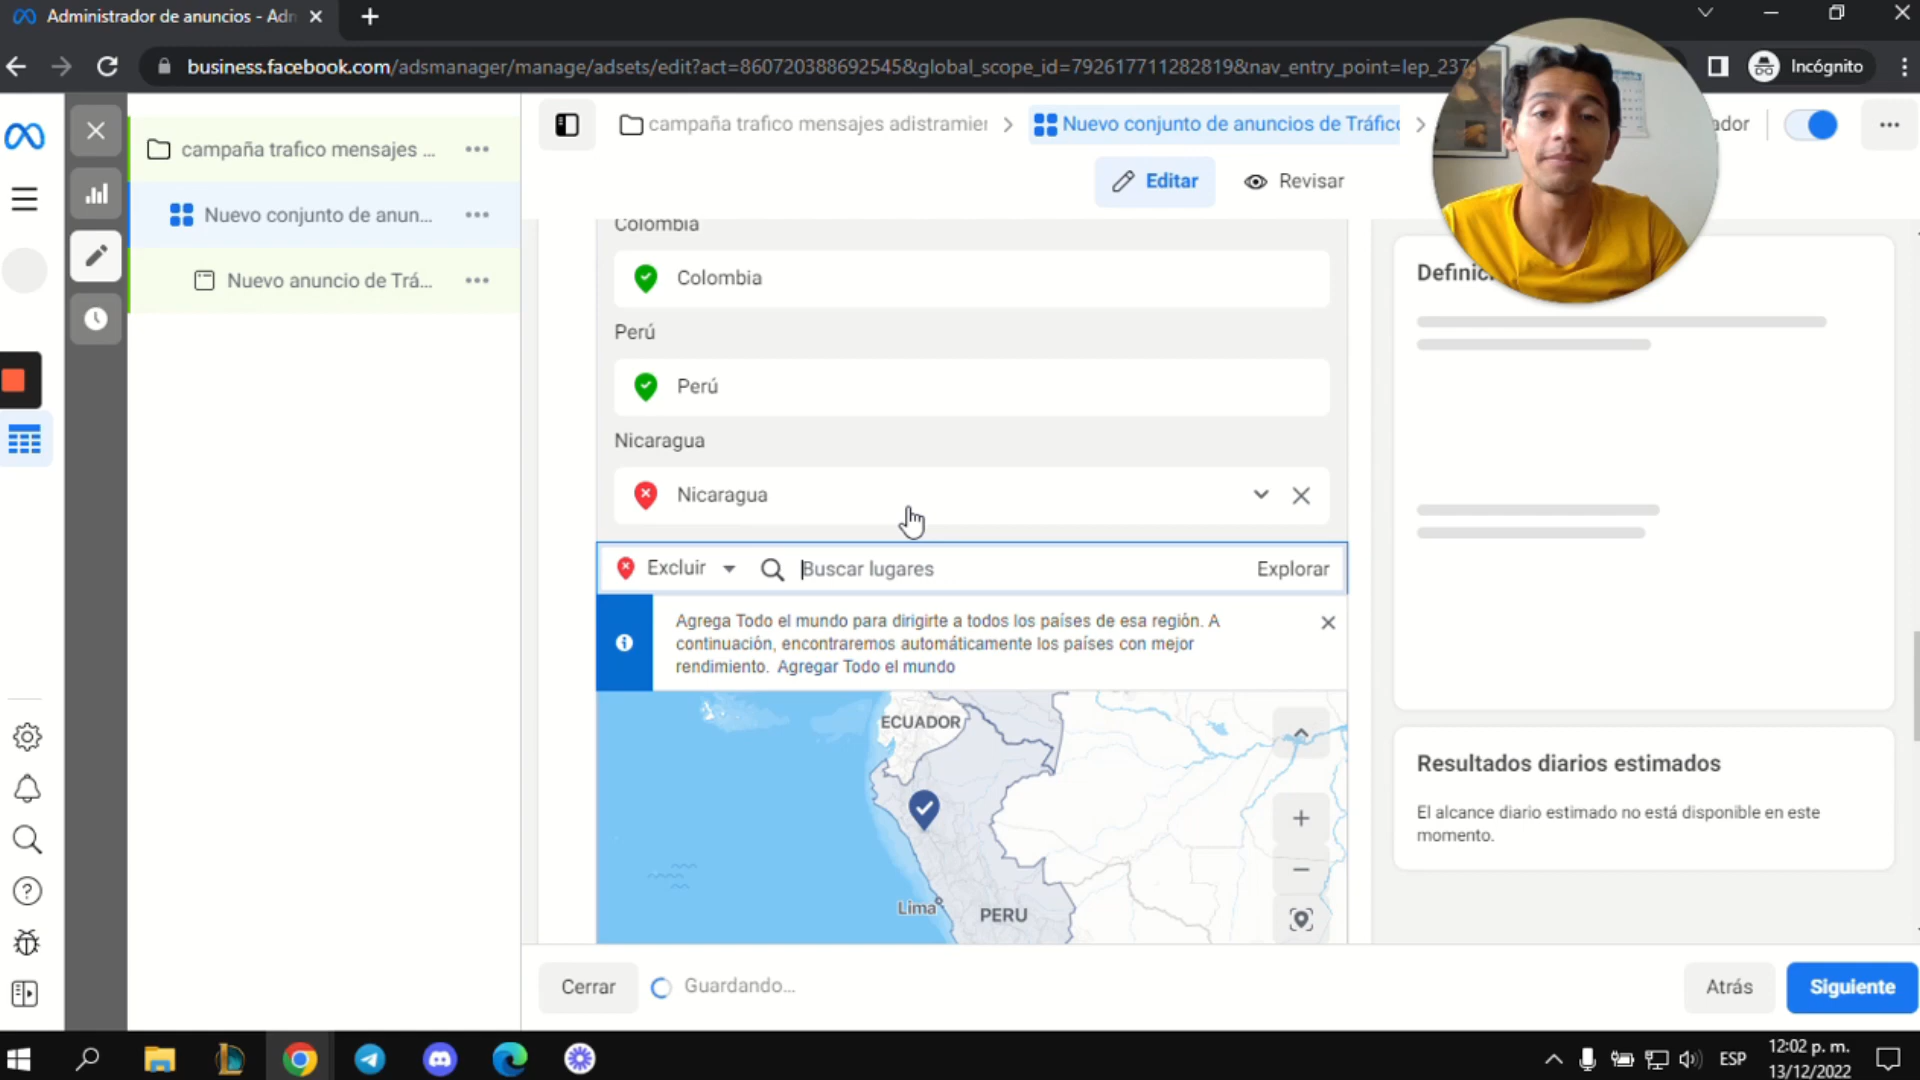 Administrador de anuncios - Adn
business.facebook.com/adsmanager/manage/adsets/edit?act=860720388692545&global_scope_id=792617711282819&nav_entry_point=lep_237
Incógnito
campaña trafico mensajes ...
Nuevo conjunto de anun...
Nuevo anuncio de Trá...
campaña trafico mensajes adistramier
Nuevo conjunto de anuncios de Tráfico
ador
Editar
Revisar
Colombia
Colombia
Perú
Perú
Nicaragua
Nicaragua
Excluir
Buscar lugares
Explorar
Agrega Todo el mundo para dirigirte a todos los países de esa región. A
continuación, encontraremos automáticamente los países con mejor
rendimiento. Agregar Todo el mundo
ECUADOR
Lima
PERU
Definic
Resultados diarios estimados
El alcance diario estimado no está disponible en este
momento.
Cerrar
Guardando...
Atrás
Siguiente
ESP
12:02 p. m.
13/12/2022